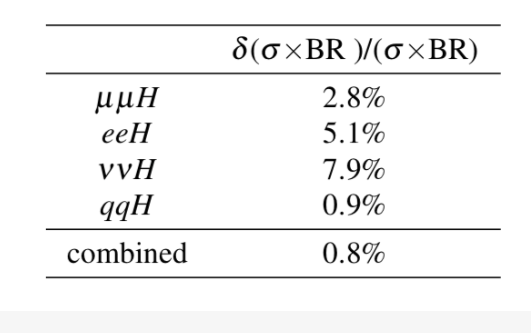 δ(σ×BR )/(σ×BR)
μμH 2.8%
eeH 5.1%
ννH 7.9%
qqH 0.9%
combined 0.8%